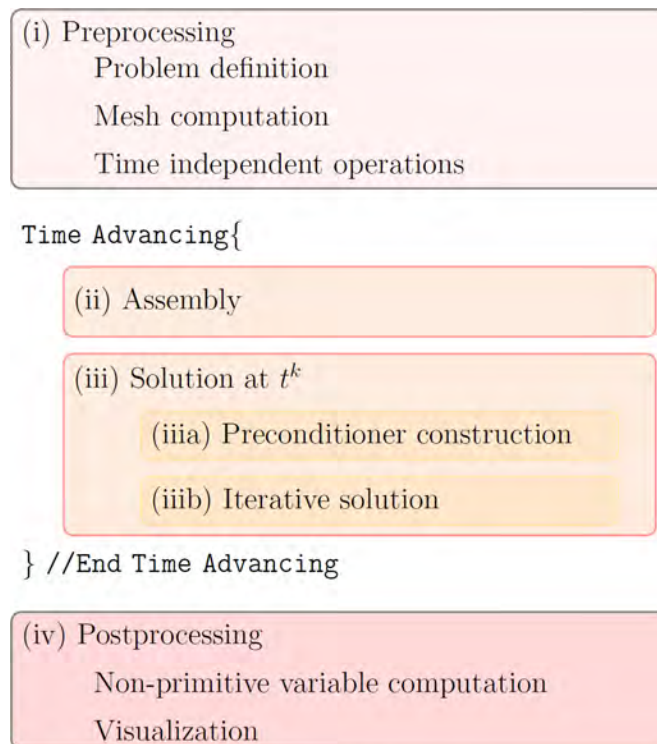 (i) Preprocessing
Problem definition
Mesh computation
Time independent operations
Time Advancing{
(ii) Assembly
(iii) Solution at t^k
(iiia) Preconditioner construction
(iiib) Iterative solution
} //End Time Advancing
(iv) Postprocessing
Non-primitive variable computation
Visualization